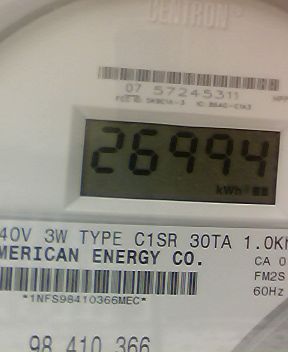 CENTRON®
07 57245311
26994
kWh
40V 3W TYPE C1SR 30TA 1.0Kh
MERICAN ENERGY CO.
CA 0
FM2S
60Hz
*1NFS98410366MEC*
98 410 366